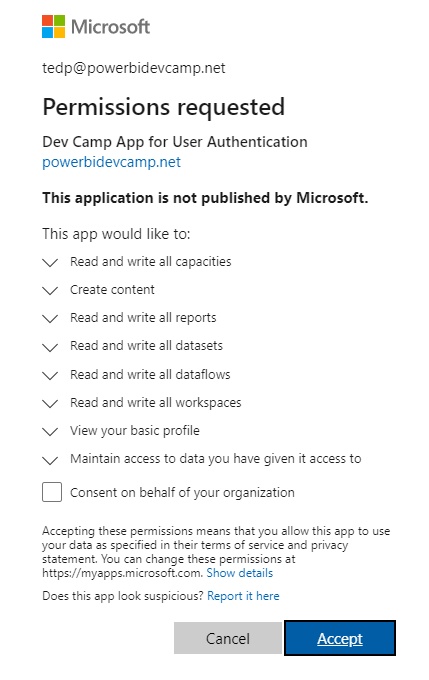 Microsoft
tedp@powerbidevcamp.net
Permissions requested
Dev Camp App for User Authentication
powerbidevcamp.net
This application is not published by Microsoft.
This app would like to:
Read and write all capacities
Create content
Read and write all reports
Read and write all datasets
Read and write all dataflows
Read and write all workspaces
View your basic profile
Maintain access to data you have given it access to
Consent on behalf of your organization
Accepting these permissions means that you allow this app to use
your data as specified in their terms of service and privacy
statement. You can change these permissions at
https://myapps.microsoft.com. Show details
Does this app look suspicious? Report it here
Cancel
Accept